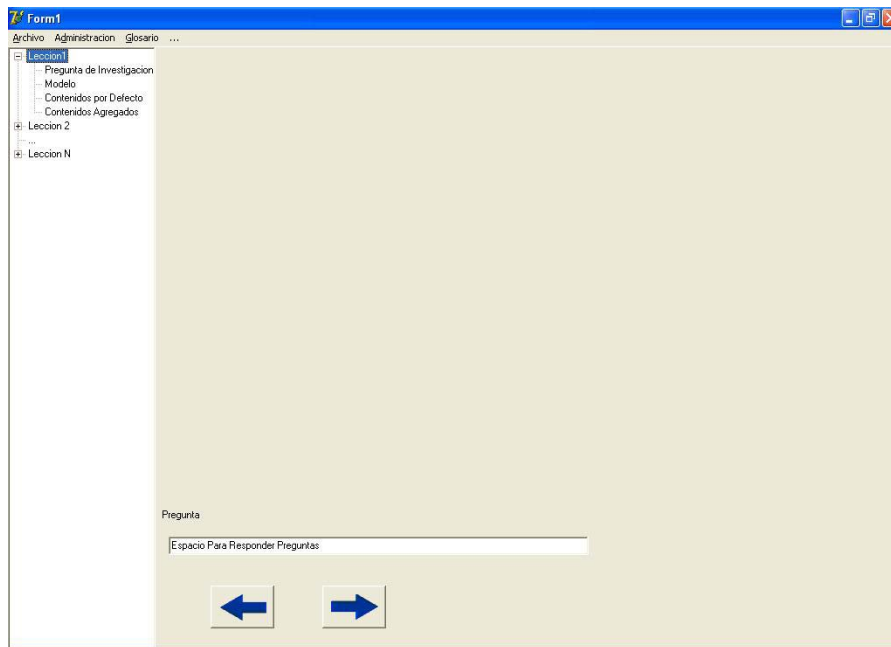 Form1
Archivo Administracion Glosario ...
Leccion1
Pregunta de Investigacion
Modelo
Contenidos por Defecto
Contenidos Agregados
Leccion 2
...
Leccion N
Pregunta
Espacio Para Responder Preguntas